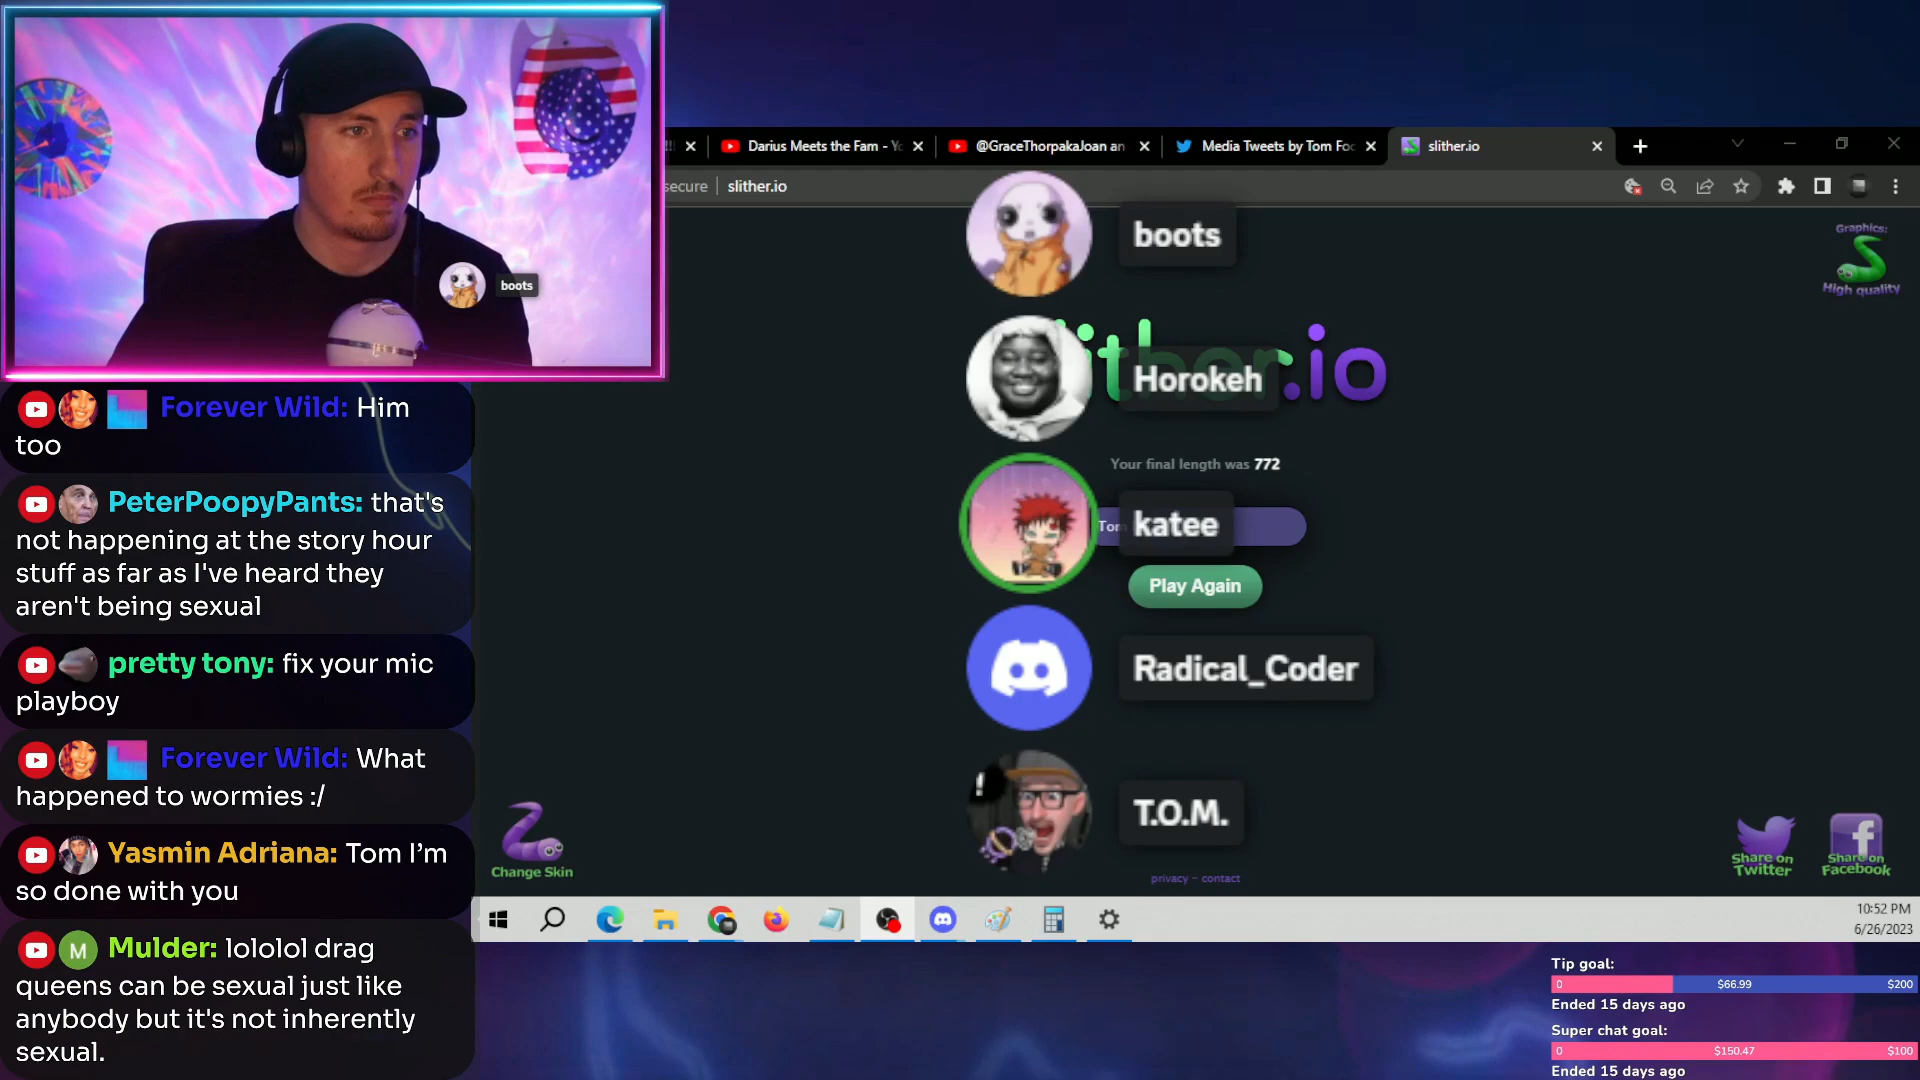 boots
Forever Wild: Him
too
PeterPoopyPants: that's
not happening at the story hour
stuff as far as I've heard they
aren't being sexual
pretty tony: fix your mic
playboy
Forever Wild: What
happened to wormies :/
Yasmin Adriana: Tom I'm
so done with you
M Mulder: lololol drag
queens can be sexual just like
anybody but it's not inherently
sexual.
Darius Meets the Fam - Yo
@GraceThorpakaJoan an
Media Tweets by Tom Foc
slither.io
secure
slither.io
boots
Graphics:
High quality
Horokeh
.io
Your final length was 772
Tom
katee
Play Again
Radical_Coder
T.O.M.
Change Skin
privacy - contact
Share on
Twitter
Share on
Facebook
10:52 PM
6/26/2023
Tip goal:
0 $66.99 $200
Ended 15 days ago
Super chat goal:
0 $150.47 $100
Ended 15 days ago